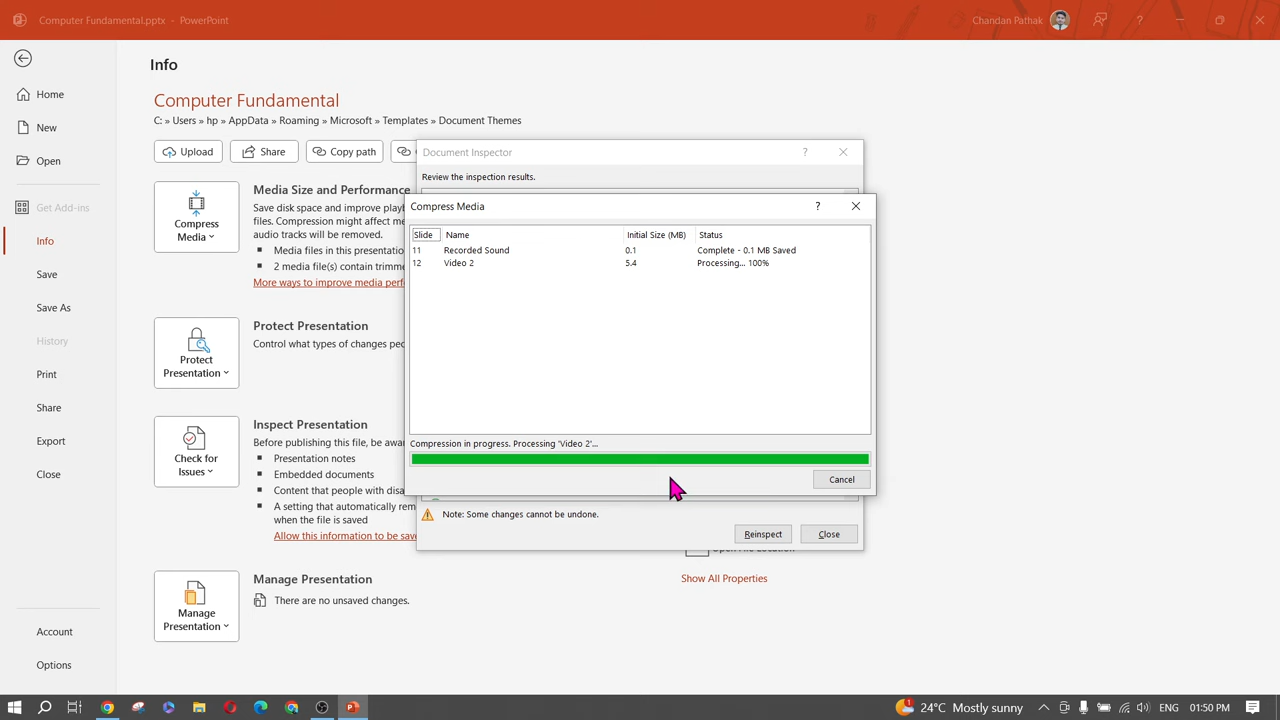 Computer Fundamental.pptx - PowerPoint
Chandan Pathak
?
Info
Home
New
Open
Get Add-ins
Info
Save
Save As
History
Print
Share
Export
Close
Account
Options
Computer Fundamental
C: » Users » hp » AppData » Roaming » Microsoft » Templates » Document Themes
Upload
Share
Copy path
Compress
Media
Media Size and Performance
Save disk space and improve playb
files. Compression might affect me
audio tracks will be removed.
Media files in this presentatio
2 media file(s) contain trimme
More ways to improve media perf
Protect
Presentation
Protect Presentation
Control what types of changes peo
Check for
Issues
Inspect Presentation
Before publishing this file, be awa
Presentation notes
Embedded documents
Content that people with disa
A setting that automatically rem
when the file is saved
Allow this information to be sav
Manage
Presentation
Manage Presentation
There are no unsaved changes.
Document Inspector
?
Review the inspection results.
Compress Media
?
Slide Name Initial Size (MB) Status
11 Recorded Sound 0.1 Complete - 0.1 MB Saved
12 Video 2 5.4 Processing... 100%
Compression in progress. Processing 'Video 2'...
Cancel
Note: Some changes cannot be undone.
Reinspect
Close
Show All Properties
24°C Mostly sunny
ENG
01:50 PM